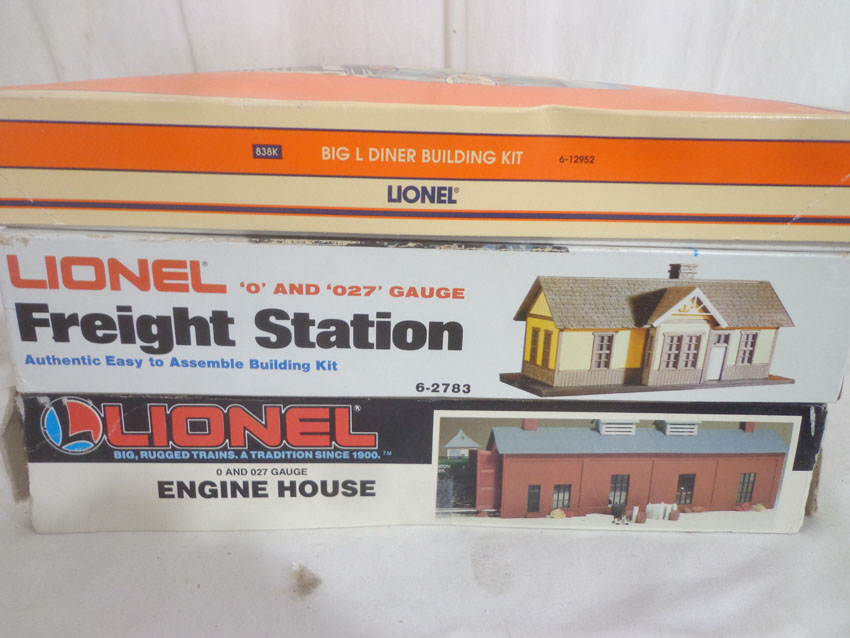 838K BIG L DINER BUILDING KIT 6-12952
LIONEL®
LIONEL® 'O' AND '027' GAUGE
Freight Station
Authentic Easy to Assemble Building Kit
6-2783
LIONEL®
BIG, RUGGED TRAINS. A TRADITION SINCE 1900.™
O AND 027 GAUGE
ENGINE HOUSE